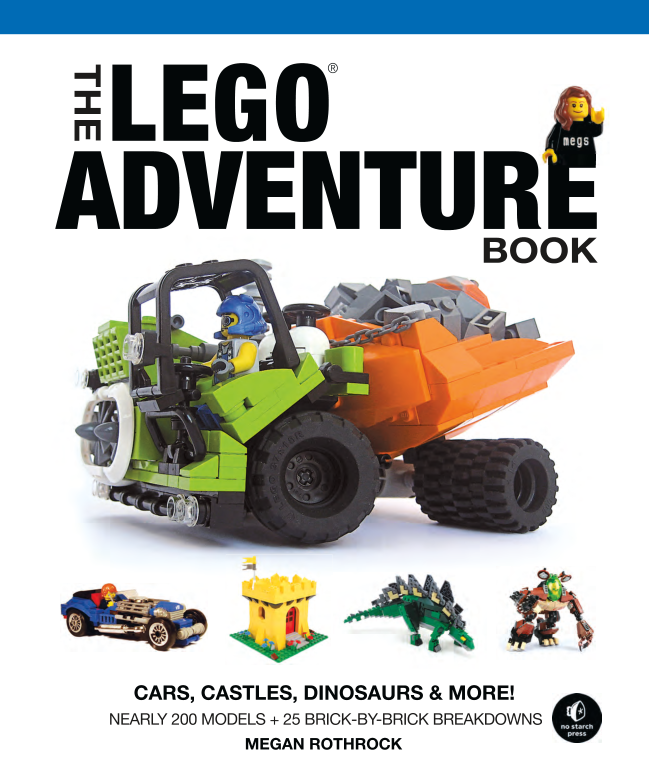 THE LEGO®
ADVENTURE
BOOK
megs
CARS, CASTLES, DINOSAURS & MORE!
NEARLY 200 MODELS + 25 BRICK-BY-BRICK BREAKDOWNS
MEGAN ROTHROCK
no starch
press